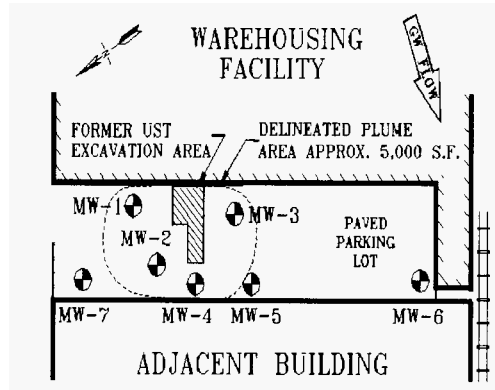 WAREHOUSING
FACILITY
GW FLOW
FORMER UST
EXCAVATION AREA
DELINEATED PLUME
AREA APPROX. 5,000 S.F.
MW-1
MW-3
MW-2
PAVED
PARKING
LOT
MW-7
MW-4
MW-5
MW-6
ADJACENT BUILDING